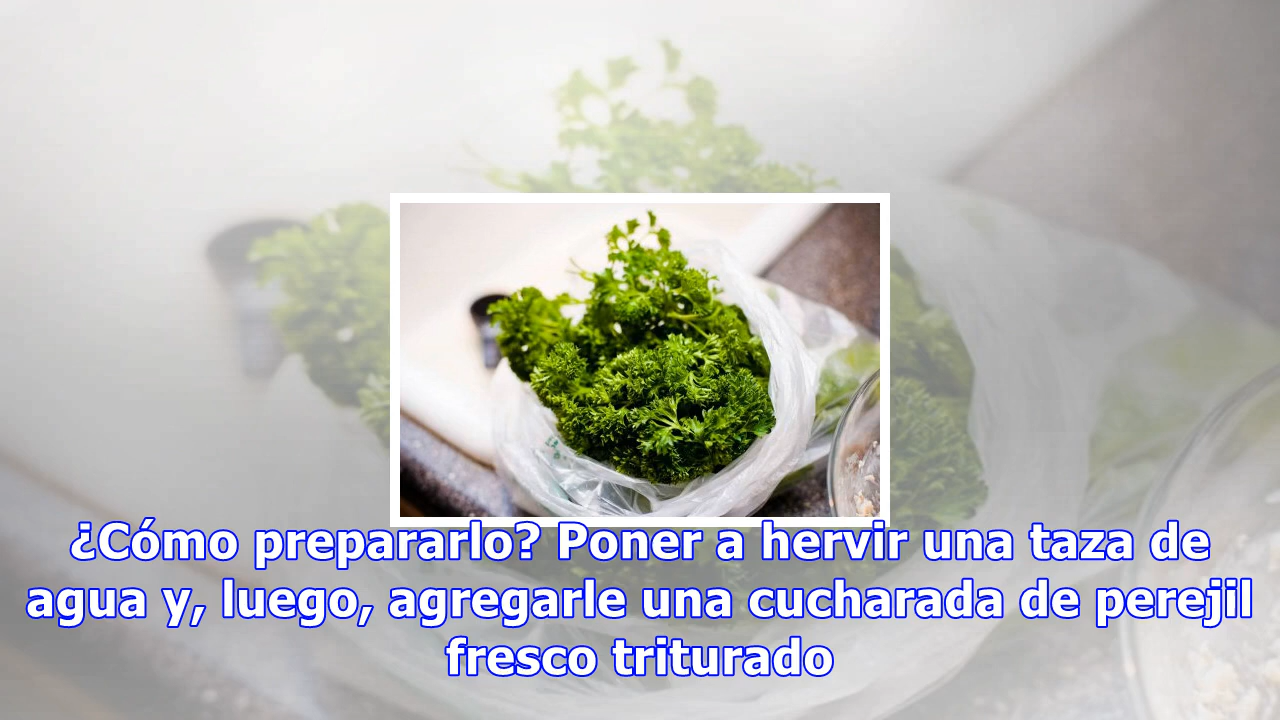 ¿Cómo prepararlo? Poner a hervir una taza de
agua y, luego, agregarle una cucharada de perejil
fresco triturado